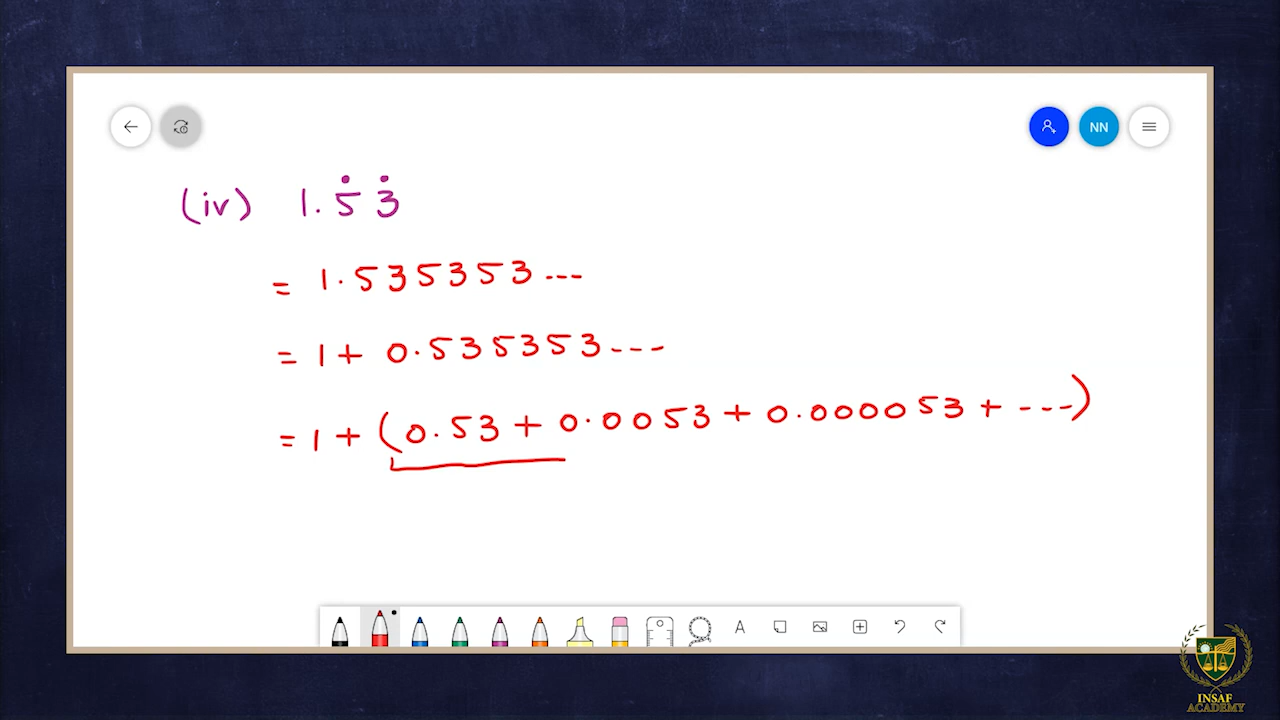 NN
(iv) 1.5̇3̇
= 1.535353---
= 1 + 0.535353---
= 1 + (0.53 + 0.0053 + 0.000053 + ---)
A
INSAF
ACADEMY